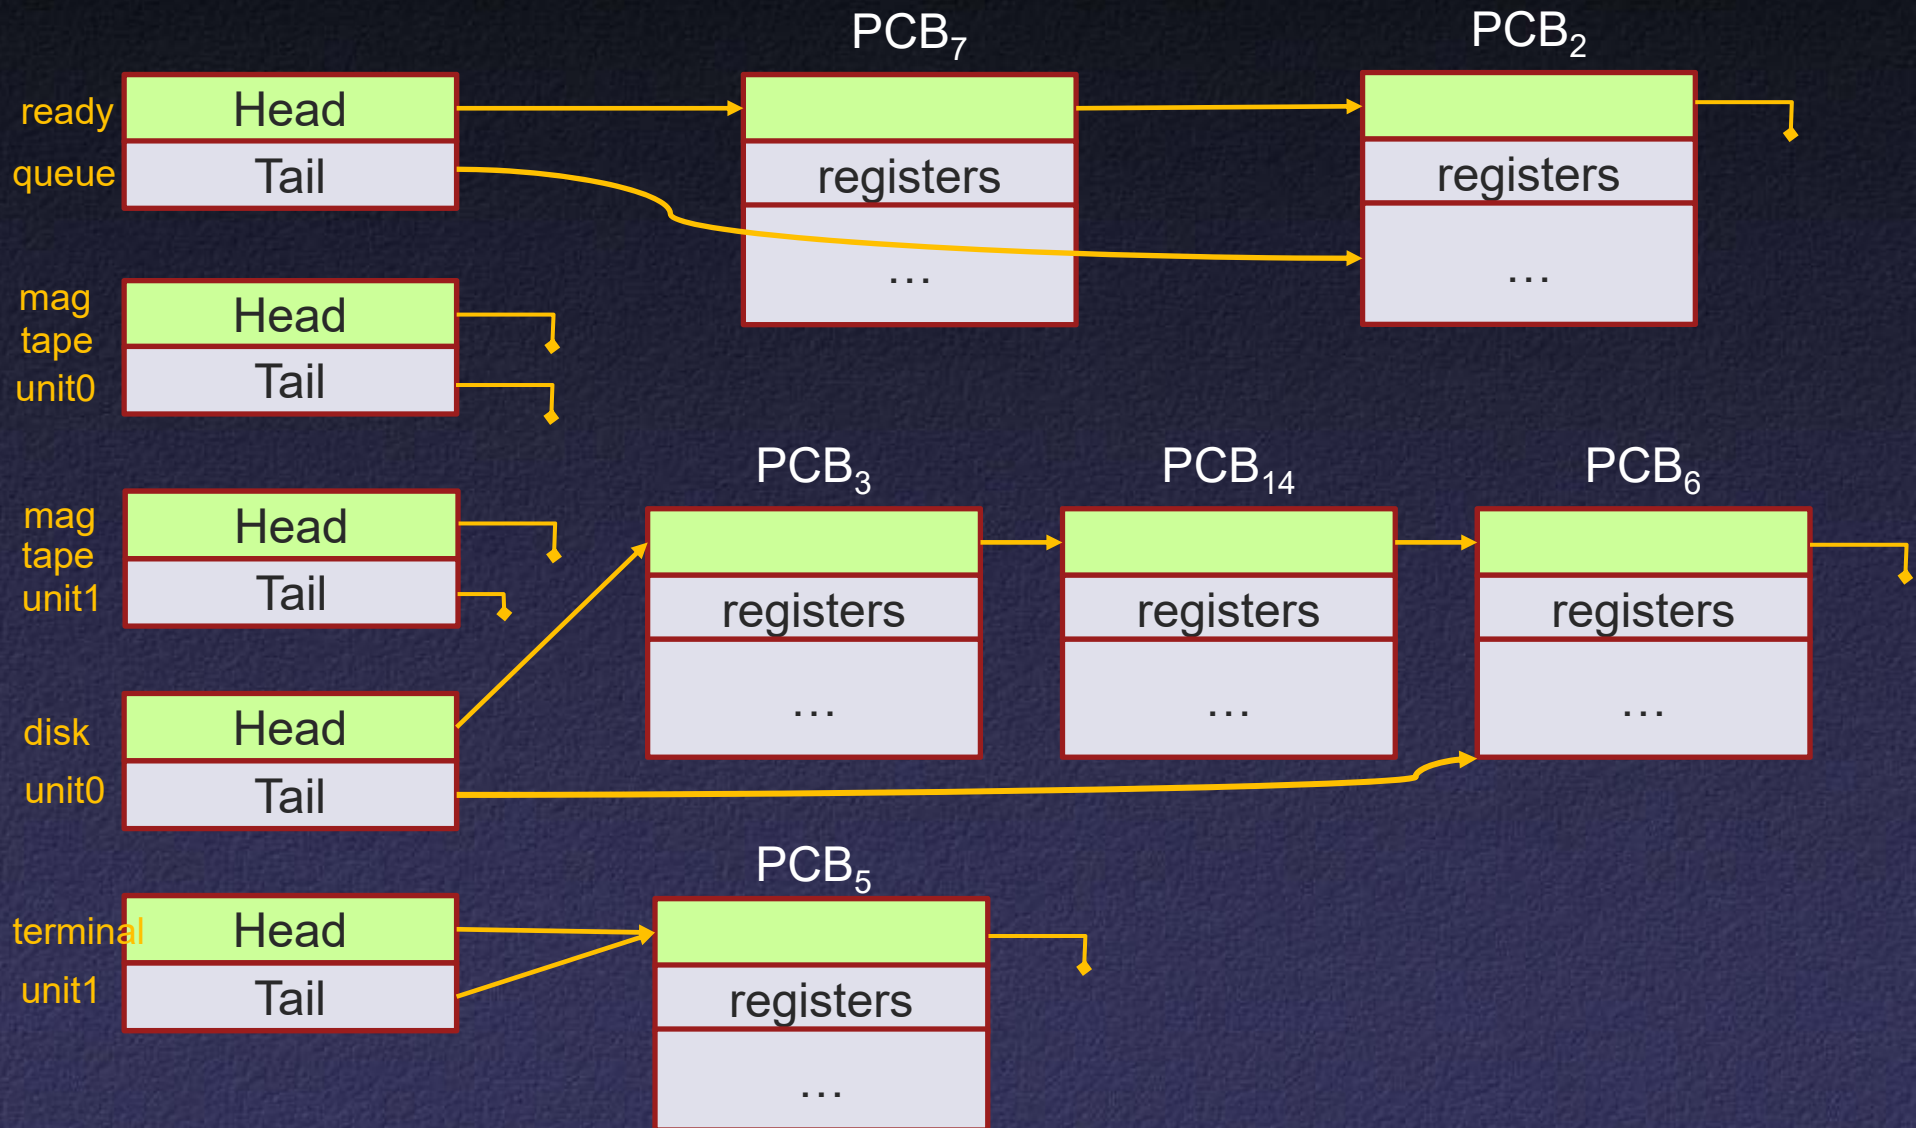 PCB₇
PCB₂
ready
Head
queue
Tail
registers
registers
...
...
mag
tape
unit0
Head
Tail
PCB₃
PCB₁₄
PCB₆
mag
tape
unit1
Head
Tail
registers
registers
registers
...
...
...
disk
Head
unit0
Tail
PCB₅
terminal
Head
unit1
Tail
registers
...